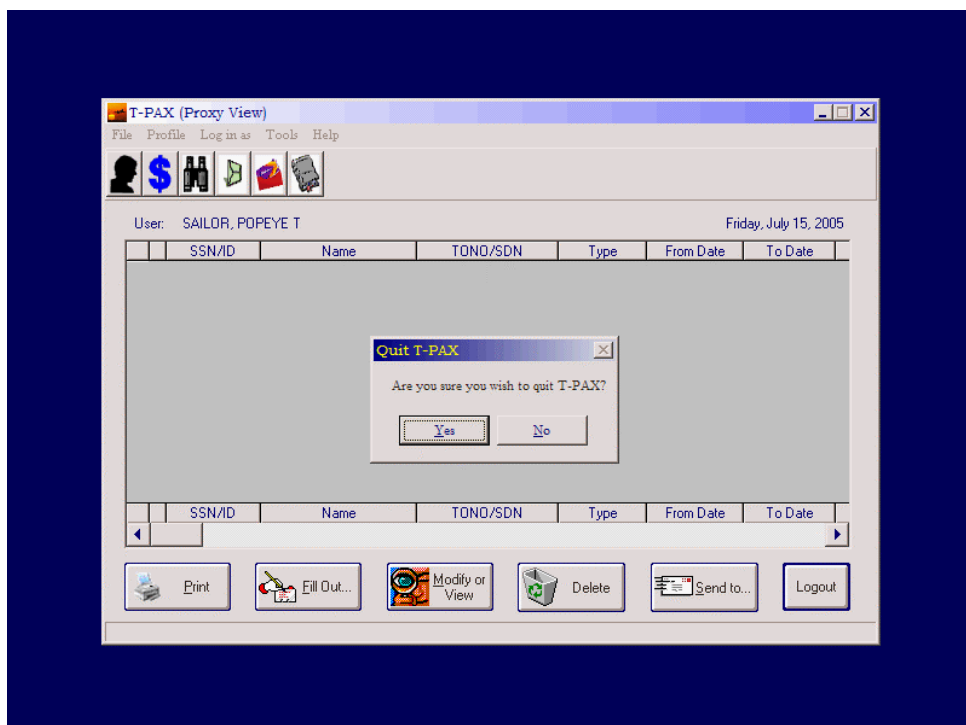 T-PAX (Proxy View)
File Profile Log in as Tools Help
User: SAILOR, POPEYE T Friday, July 15, 2005
SSN/ID Name TONO/SDN Type From Date To Date
Quit T-PAX
Are you sure you wish to quit T-PAX?
Yes No
SSN/ID Name TONO/SDN Type From Date To Date
Print Fill Out... Modify or View Delete Send to... Logout